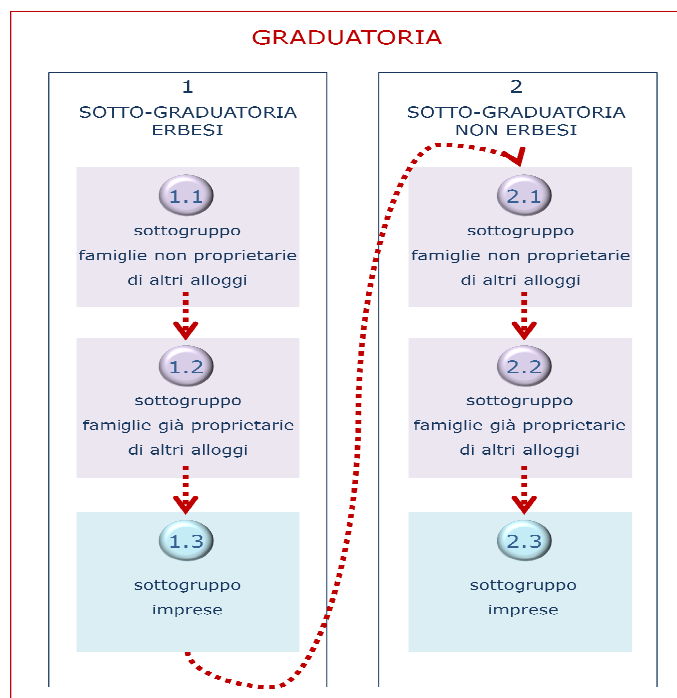 GRADUATORIA
1
SOTTO-GRADUATORIA
ERBESI
1.1
sottogruppo
famiglie non proprietarie
di altri alloggi
1.2
sottogruppo
famiglie già proprietarie
di altri alloggi
1.3
sottogruppo
imprese
2
SOTTO-GRADUATORIA
NON ERBESI
2.1
sottogruppo
famiglie non proprietarie
di altri alloggi
2.2
sottogruppo
famiglie già proprietarie
di altri alloggi
2.3
sottogruppo
imprese